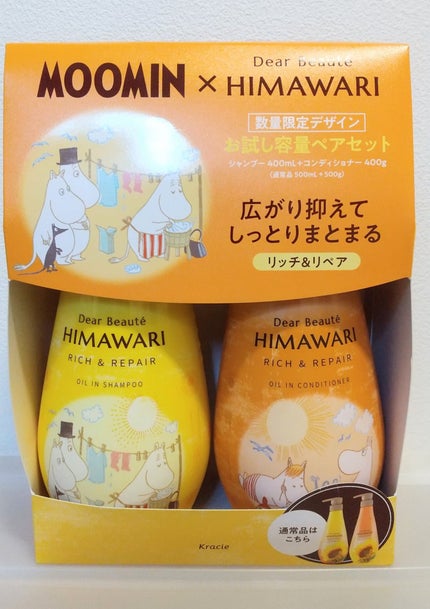 MOOMIN × Dear Beauté HIMAWARI
数量限定デザイン
お試し容量ペアセット
シャンプー 400mL+コンディショナー 400g
(通常品 500mL+500g)
広がり抑えて
しっとりまとまる
リッチ&リペア
Dear Beauté
HIMAWARI
RICH & REPAIR
OIL IN SHAMPOO
Dear Beauté
HIMAWARI
RICH & REPAIR
OIL IN CONDITIONER
通常品は
こちら
Kracie